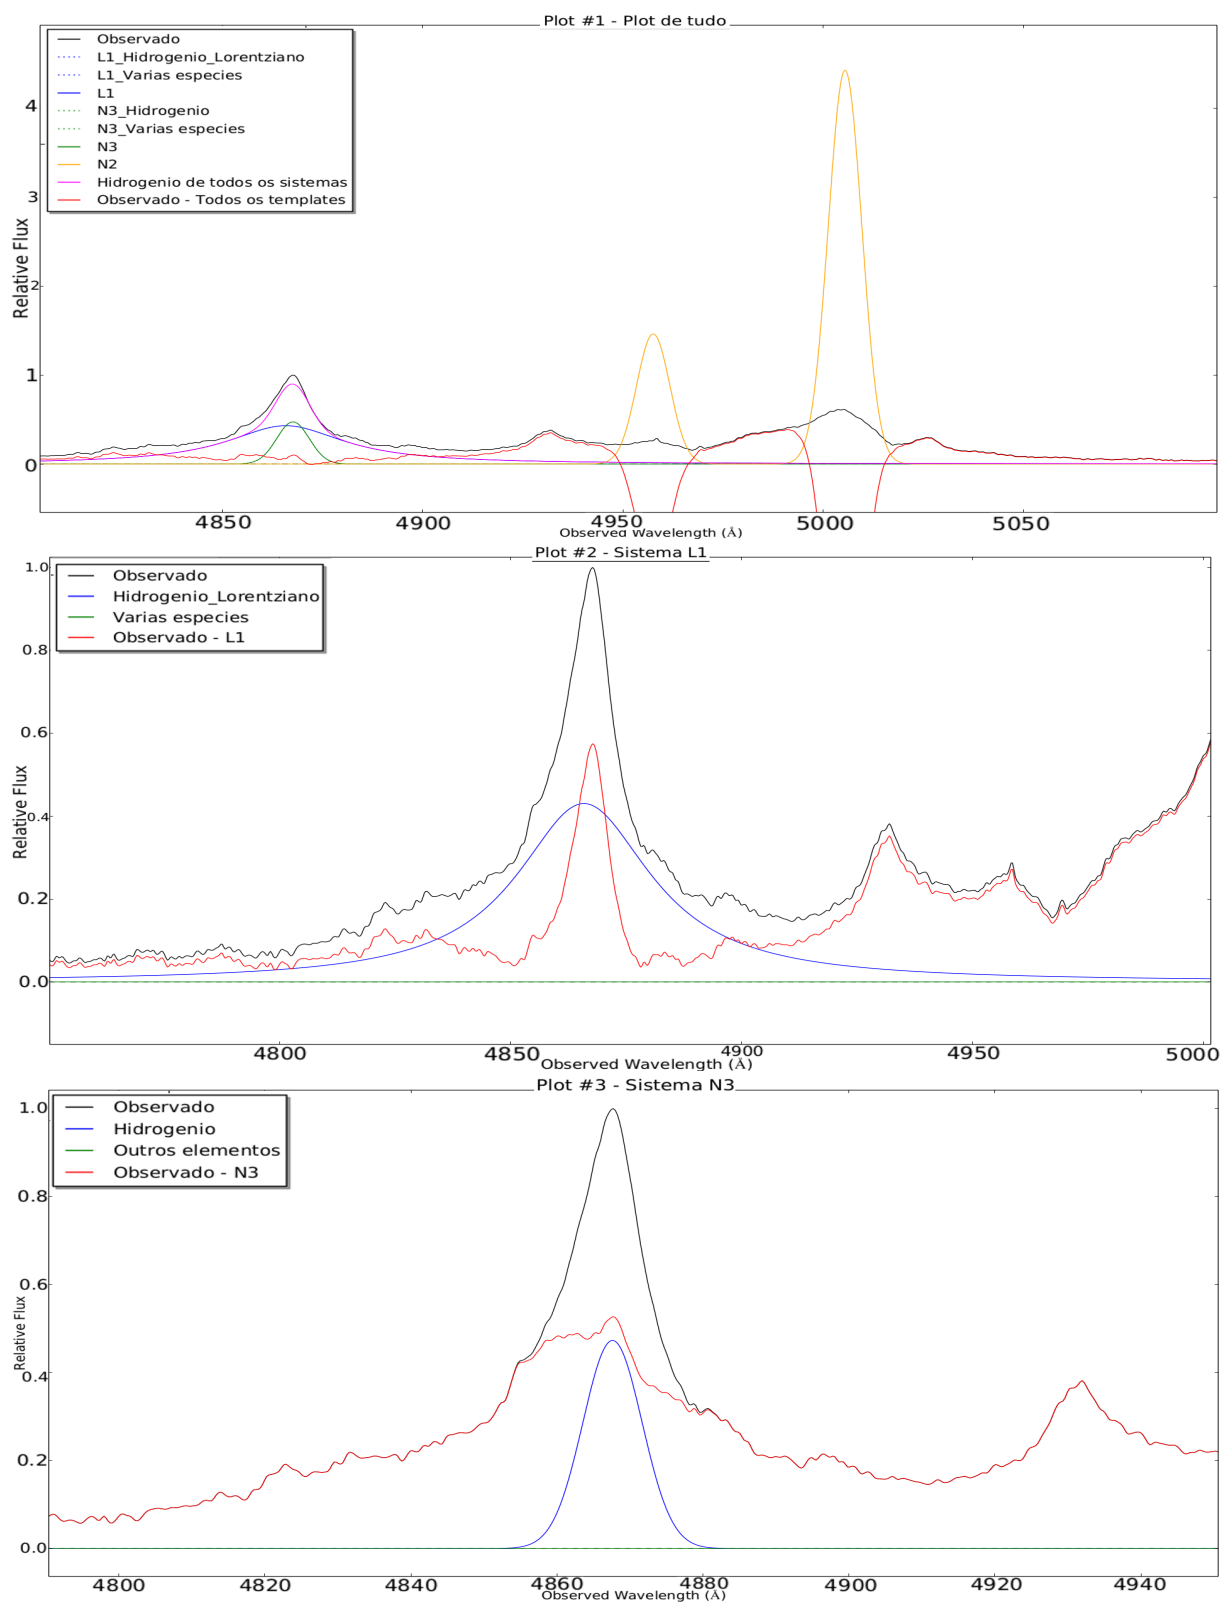 Plot #1 - Plot de tudo
Observado
L1_Hidrogenio_Lorentziano
L1_Varias especies
L1
N3_Hidrogenio
N3_Varias especies
N3
N2
Hidrogenio de todos os sistemas
Observado - Todos os templates
Relative Flux
4
3
2
1
0
4850
4900
4950
5000
5050
Observed Wavelength (Å)
Plot #2 - Sistema L1
Observado
Hidrogenio_Lorentziano
Varias especies
Observado - L1
Relative Flux
1.0
0.8
0.6
0.4
0.2
0.0
4800
4850
4900
4950
5000
Observed Wavelength (Å)
Plot #3 - Sistema N3
Observado
Hidrogenio
Outros elementos
Observado - N3
Relative Flux
1.0
0.8
0.6
0.4
0.2
0.0
4800
4820
4840
4860
4880
4900
4920
4940
Observed Wavelength (Å)